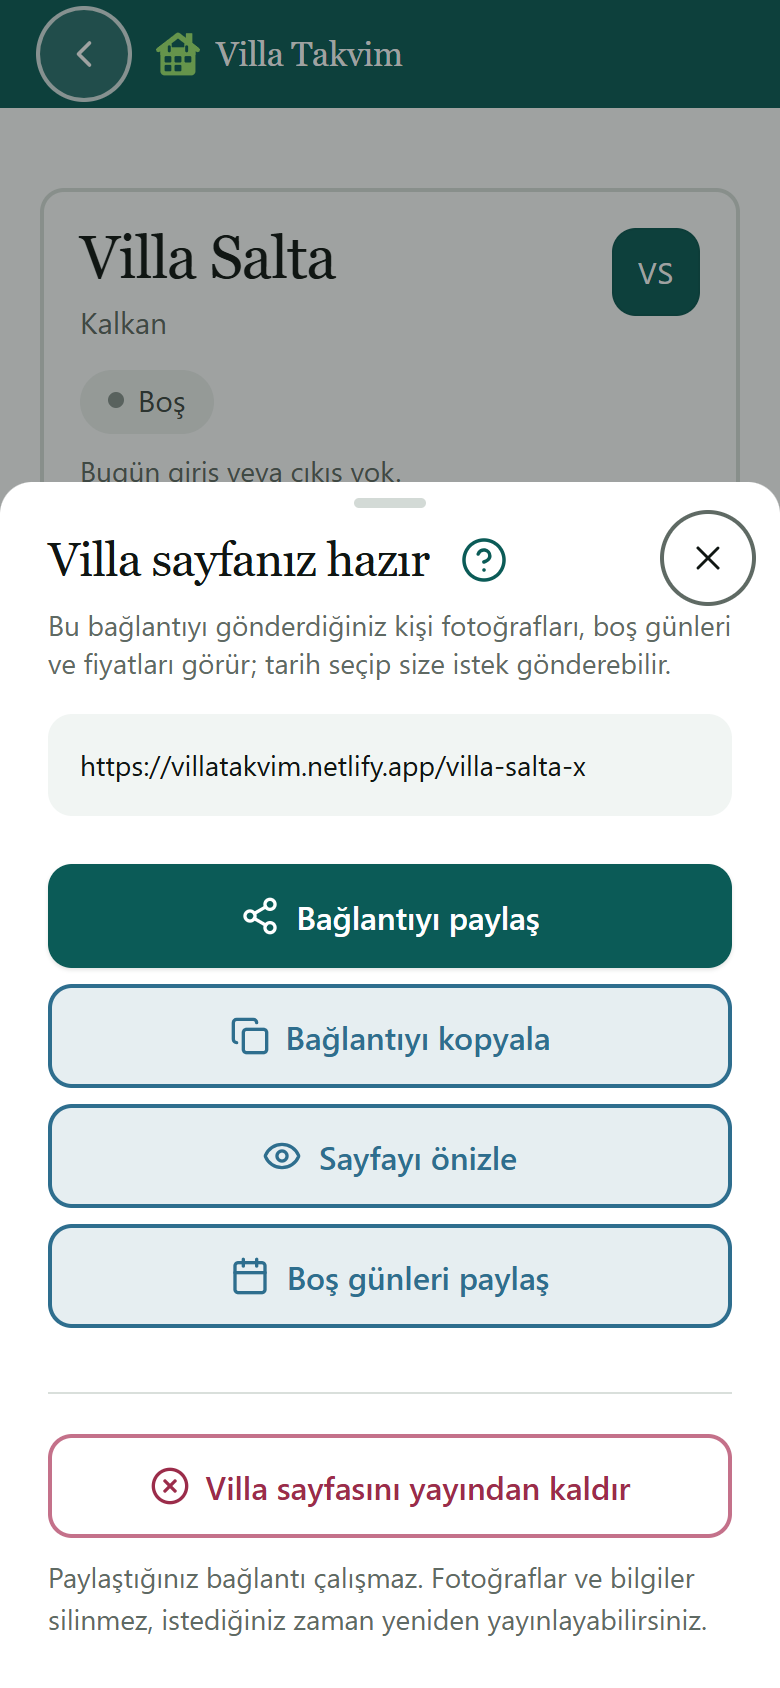 Villa Takvim
Villa Salta
VS
Kalkan
Boş
Bugün giriş veya çıkış yok.
Villa sayfanız hazır
Bu bağlantıyı gönderdiğiniz kişi fotoğrafları, boş günleri
ve fiyatları görür; tarih seçip size istek gönderebilir.
https://villatakvim.netlify.app/villa-salta-x
Bağlantıyı paylaş
Bağlantıyı kopyala
Sayfayı önizle
Boş günleri paylaş
Villa sayfasını yayından kaldır
Paylaştığınız bağlantı çalışmaz. Fotoğraflar ve bilgiler
silinmez, istediğiniz zaman yeniden yayınlayabilirsiniz.